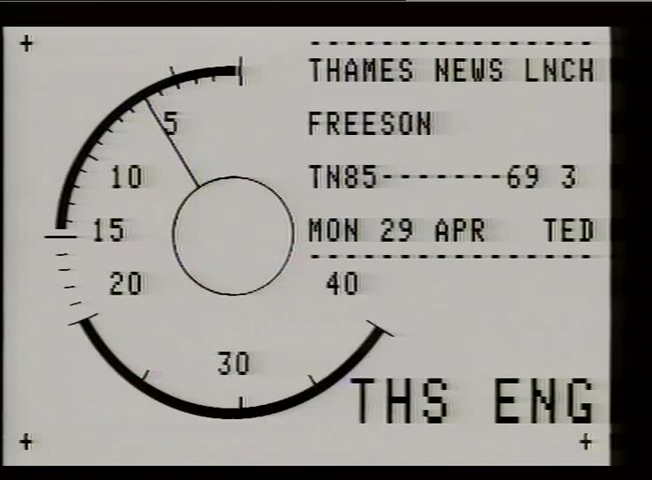 THAMES NEWS LNCH
FREESON
TN85-------69 3
MON 29 APR TED
5
10
15
20
30
40
THS ENG